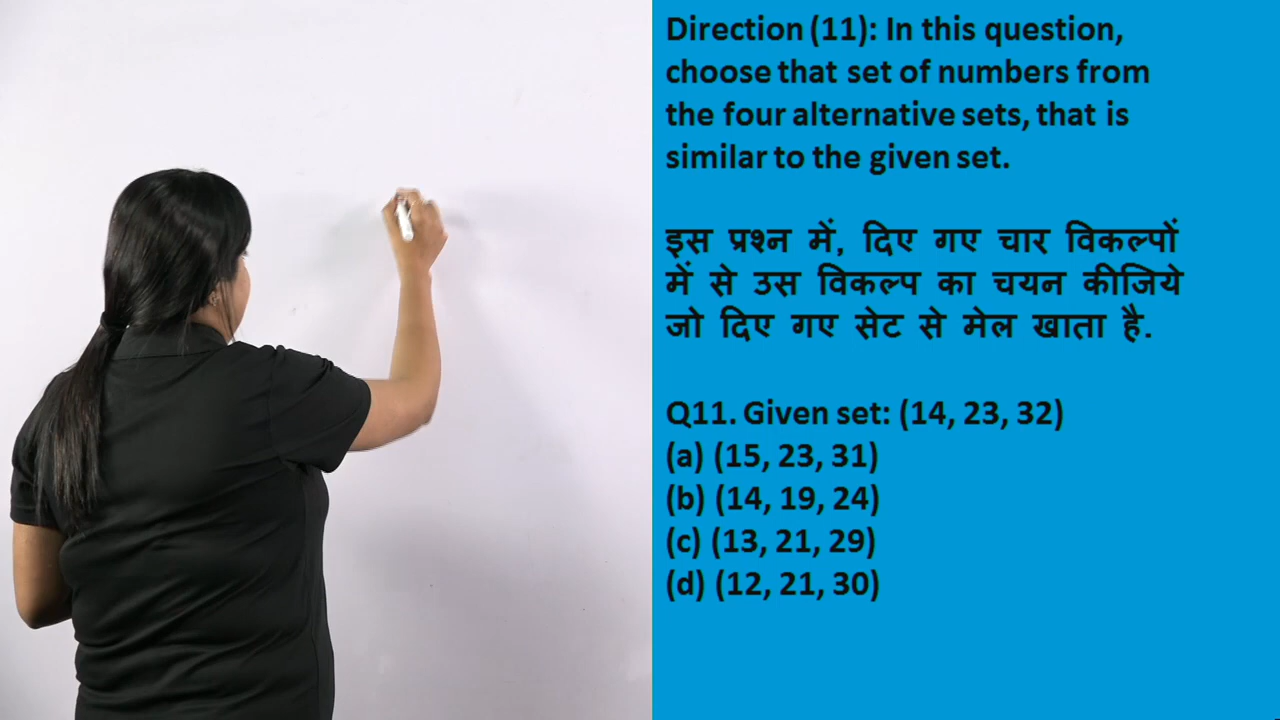 Direction (11): In this question,
choose that set of numbers from
the four alternative sets, that is
similar to the given set.
इस प्रश्न में, दिए गए चार विकल्पों
में से उस विकल्प का चयन कीजिये
जो दिए गए सेट से मेल खाता है.
Q11. Given set: (14, 23, 32)
(a) (15, 23, 31)
(b) (14, 19, 24)
(c) (13, 21, 29)
(d) (12, 21, 30)